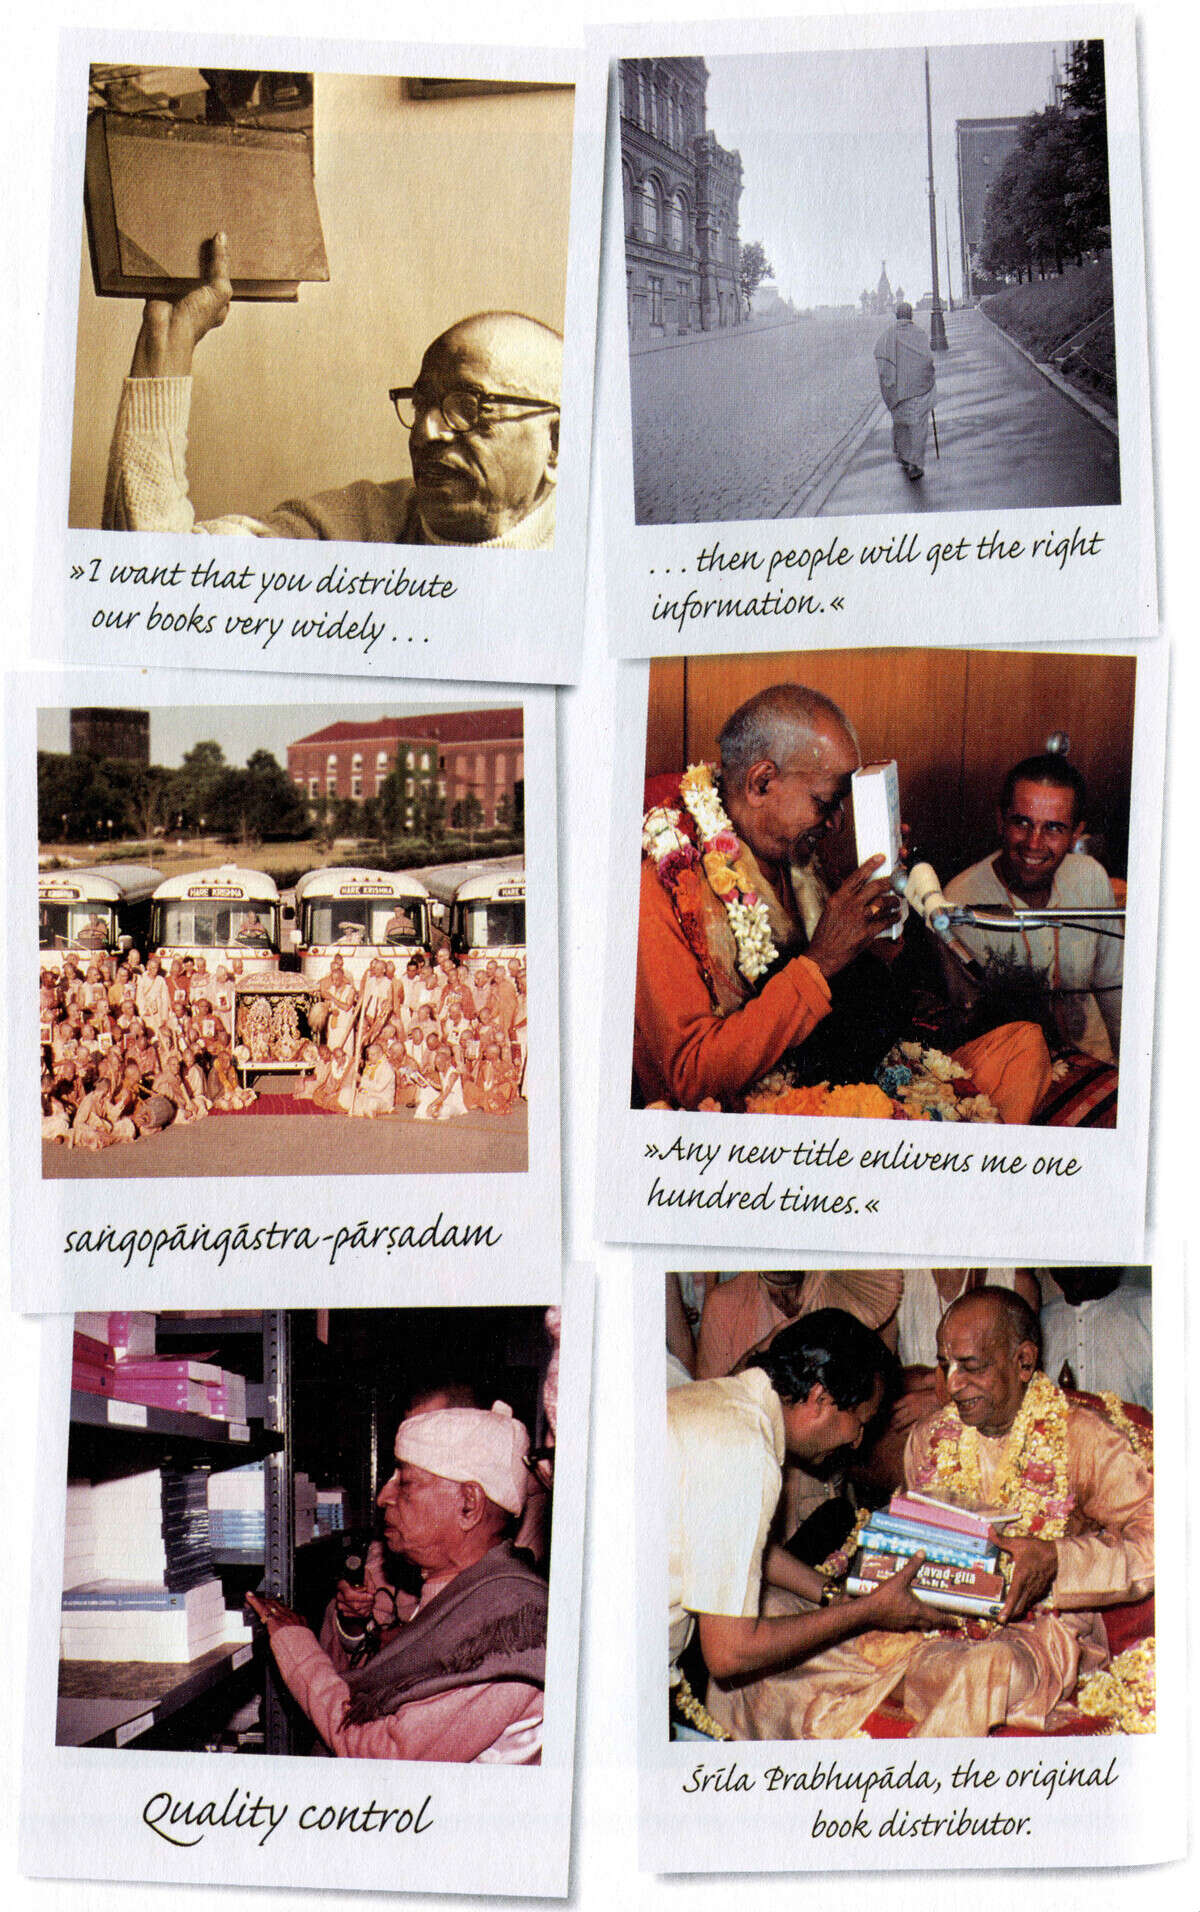 »I want that you distribute
our books very widely . . .
. . . then people will get the right
information.«
HARE KRISHNA
HARE KRISHNA
HARE
saṅgopāṅgāstra-pārṣadam
»Any new title enlivens me one
hundred times.«
Quality control
gavad-gītā
Śrīla Prabhupāda, the original
book distributor.